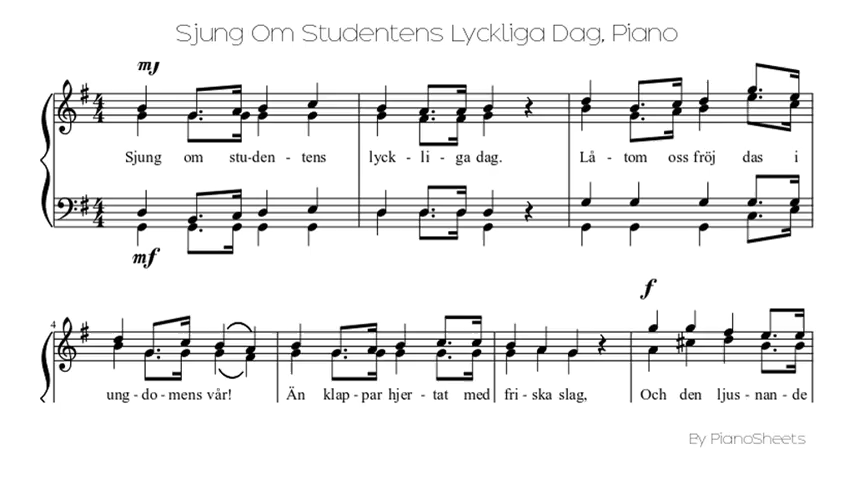 Sjung Om Studentens Lyckliga Dag, Piano
mf
Sjung om stu-den - tens lyck - li - ga dag. Lå - tom oss fröj das i
mf
4
f
ung - do - mens vår! Än klap - par hjer - tat med fri - ska slag, Och den ljus - nan - de
By PianoSheets